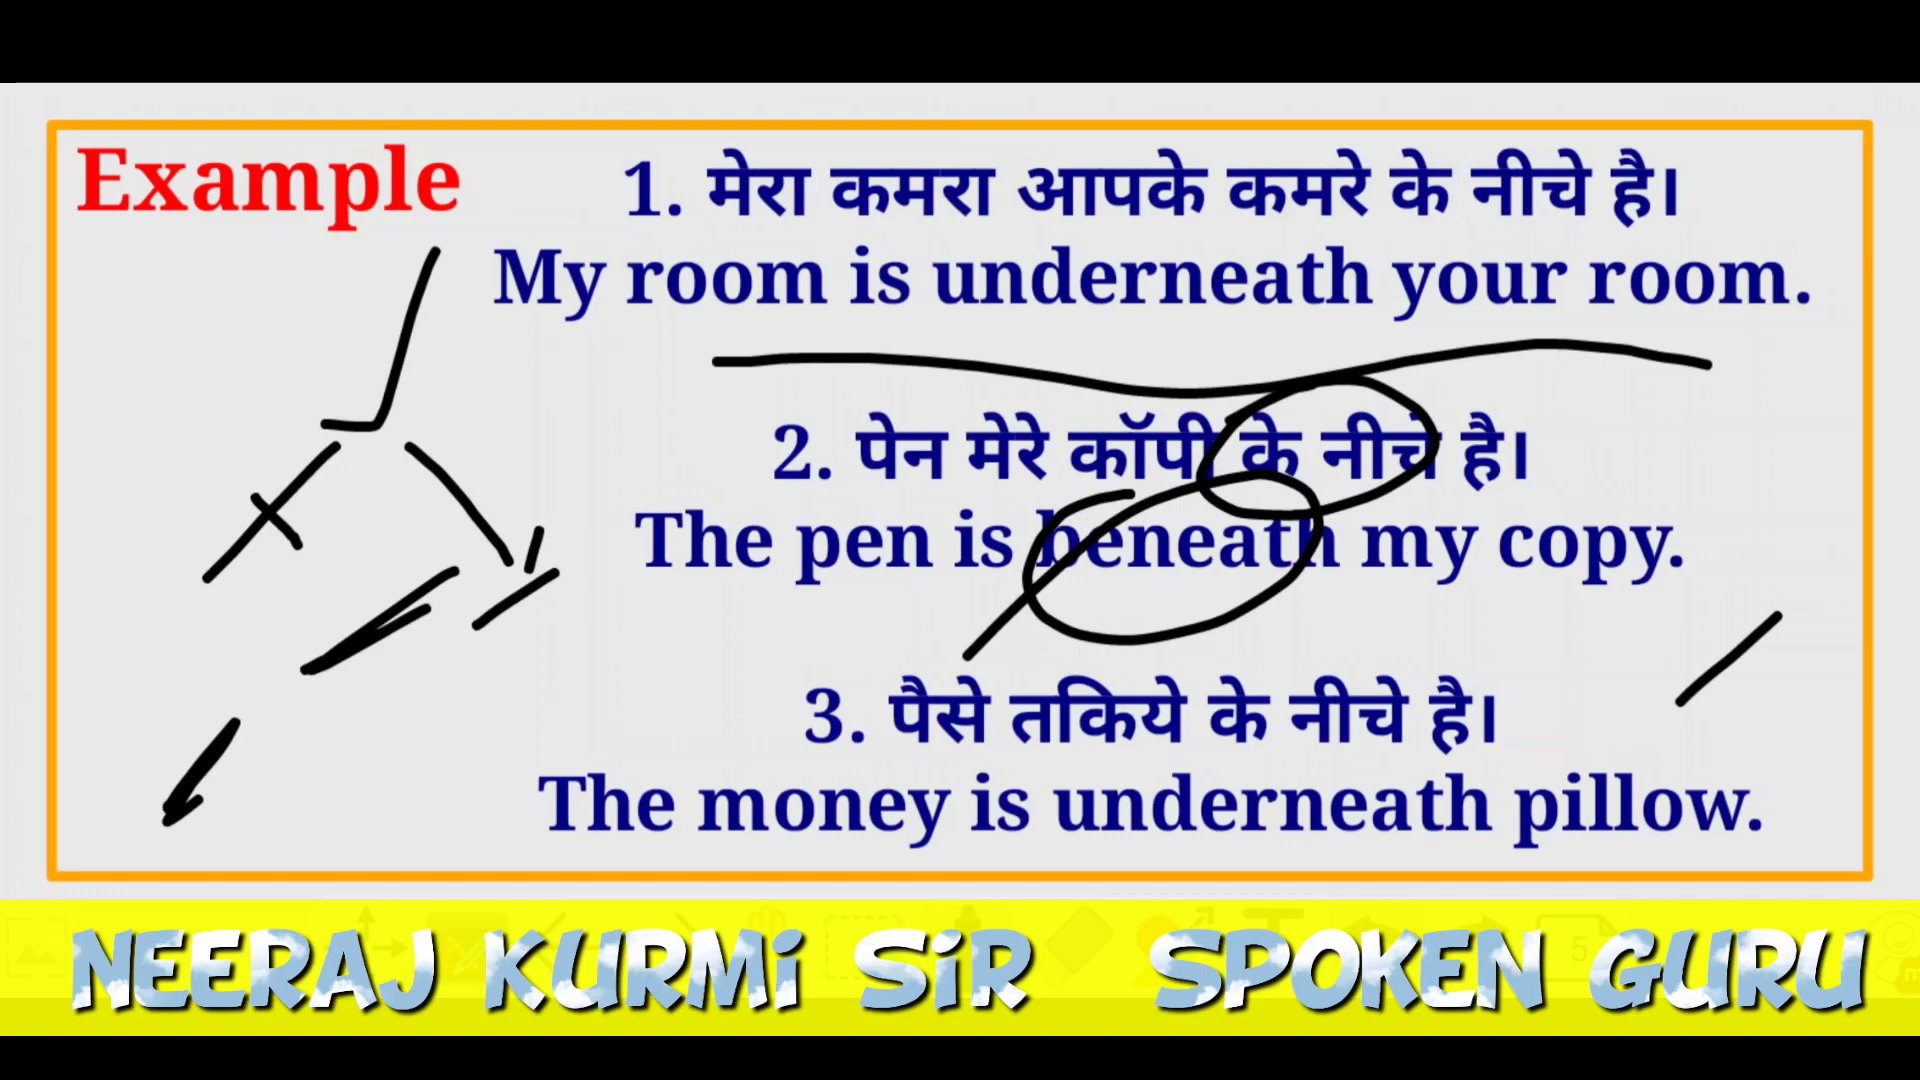 Example
1. मेरा कमरा आपके कमरे के नीचे है।
My room is underneath your room.
2. पेन मेरे कॉपी के नीचे है।
The pen is beneath my copy.
3. पैसे तकिये के नीचे है।
The money is underneath pillow.
NEERAJ KURMi SiR SPOKEN GURU
5